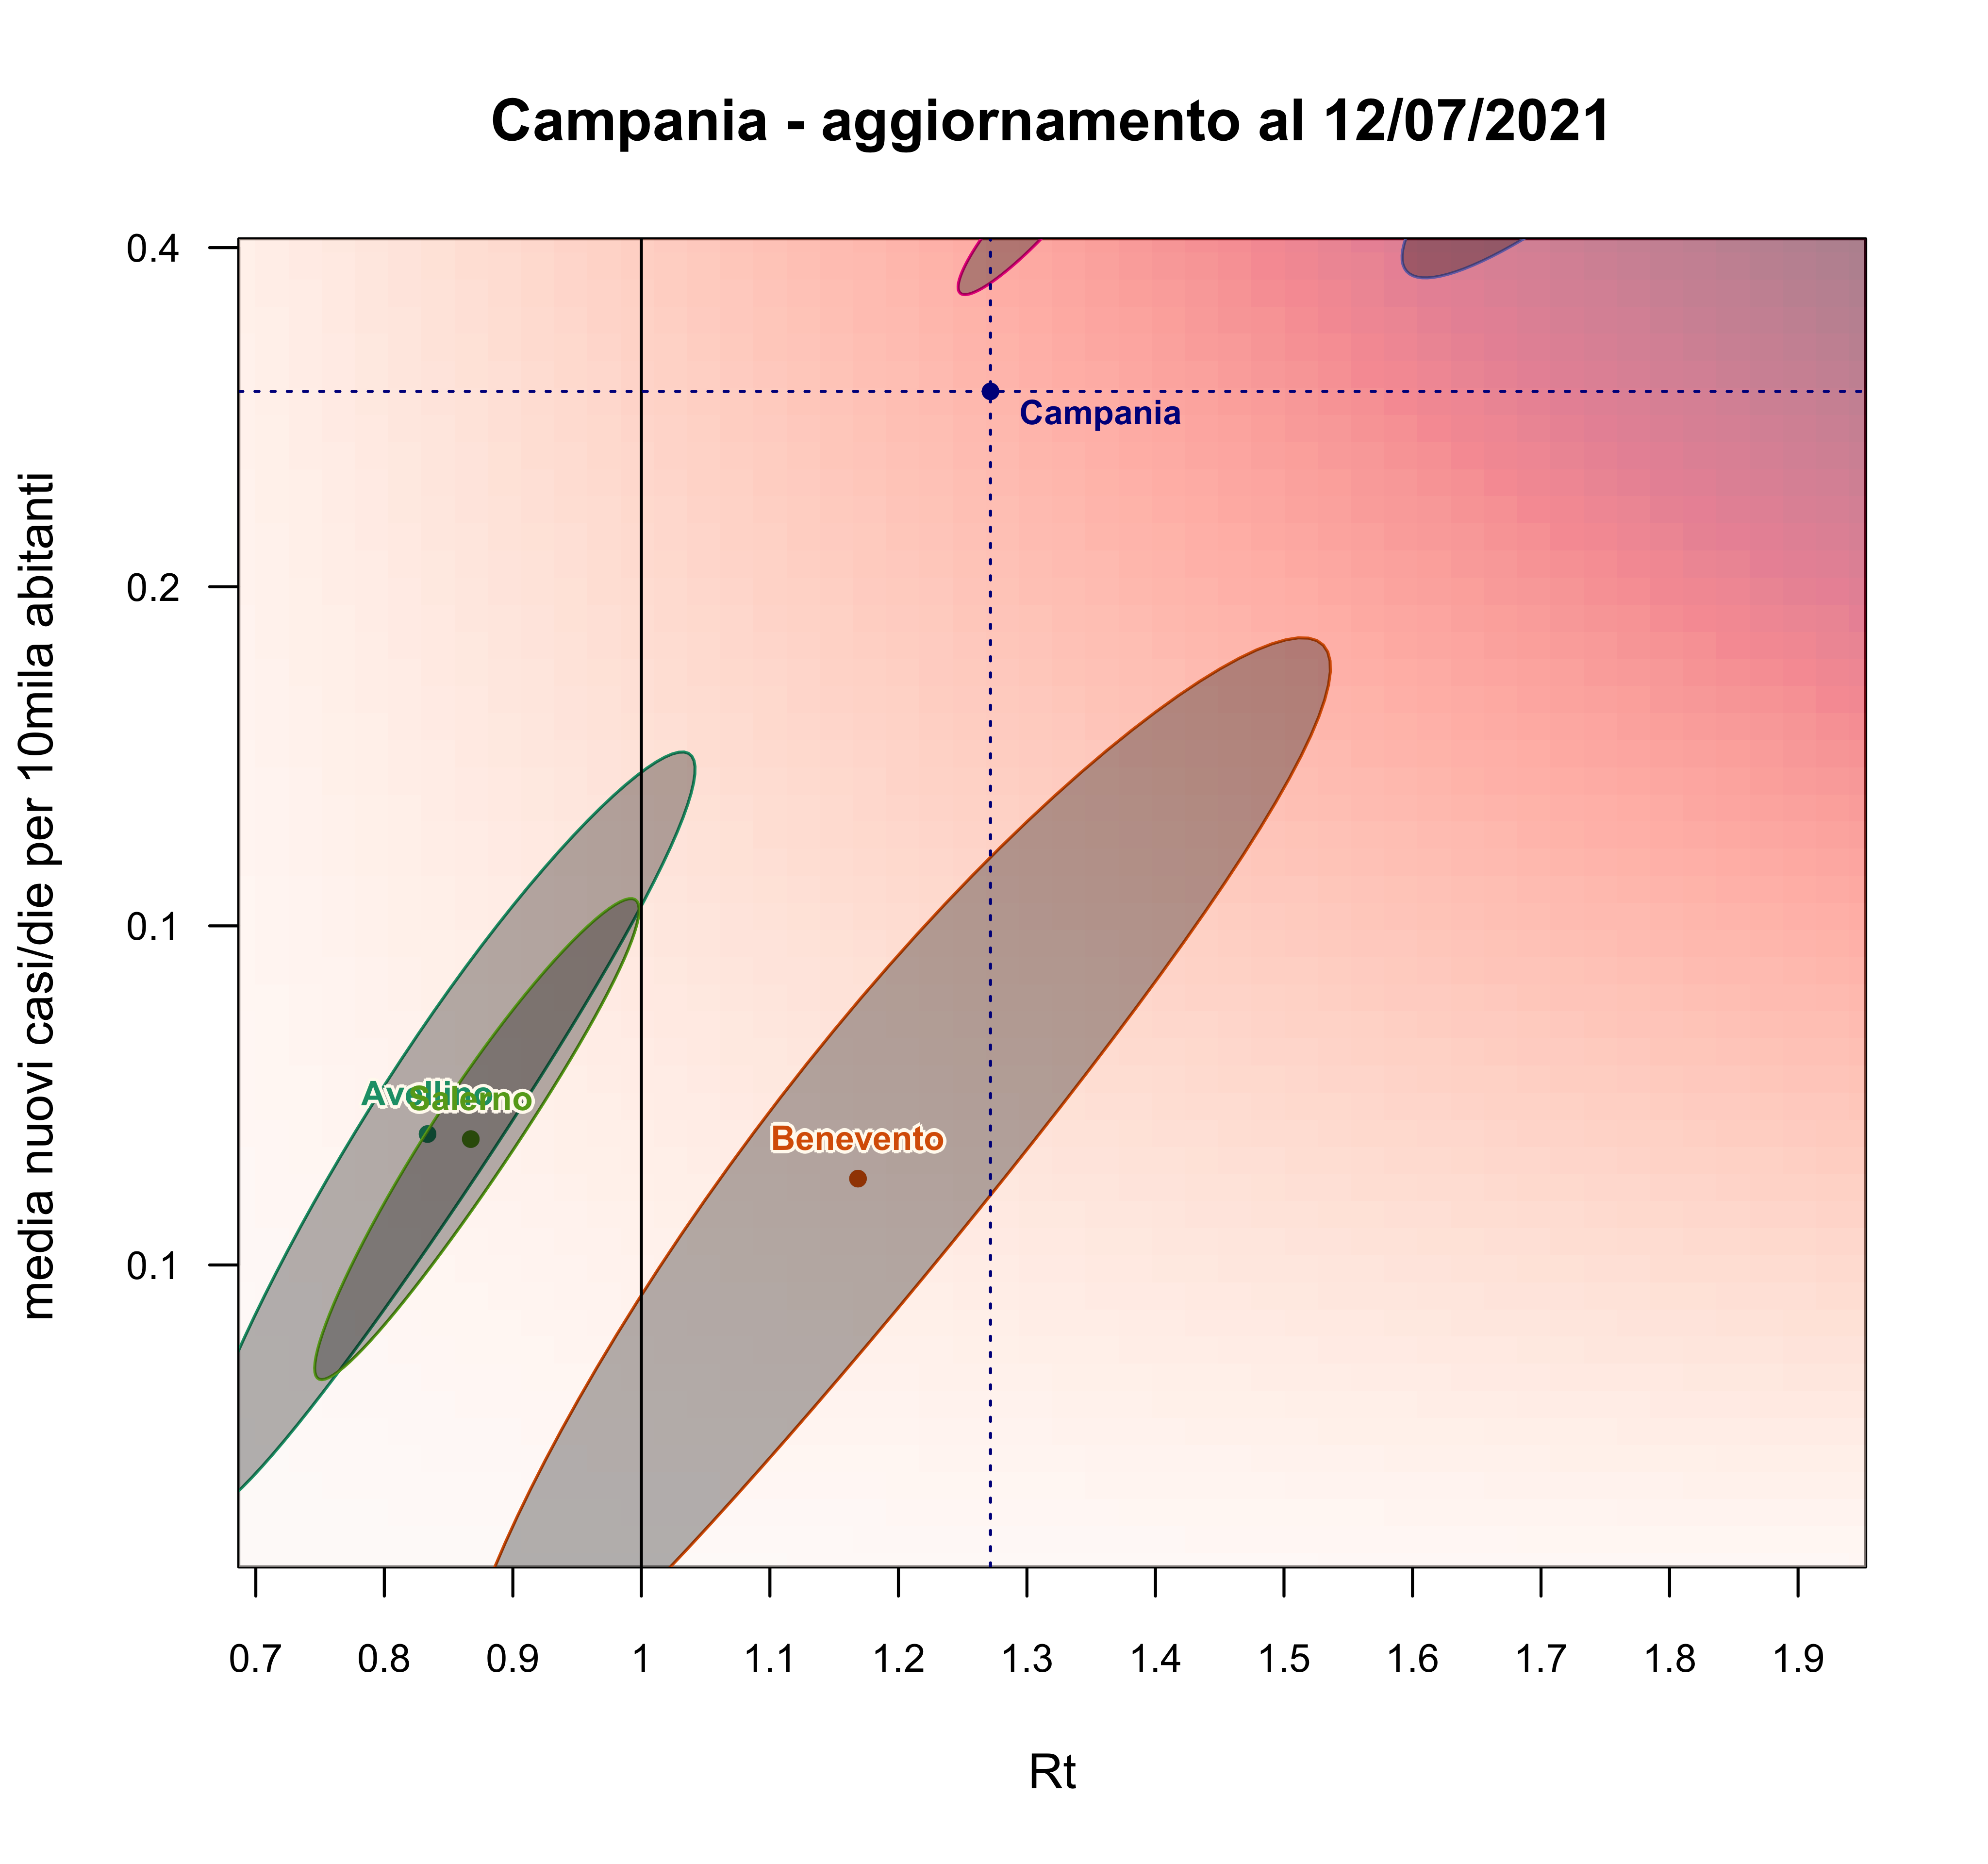 Campania - aggiornamento al 12/07/2021
media nuovi casi/die per 10mila abitanti
0.4
0.2
0.1
0.1
Campania
Avellino
Salerno
Benevento
0.7 0.8 0.9 1 1.1 1.2 1.3 1.4 1.5 1.6 1.7 1.8 1.9
Rt